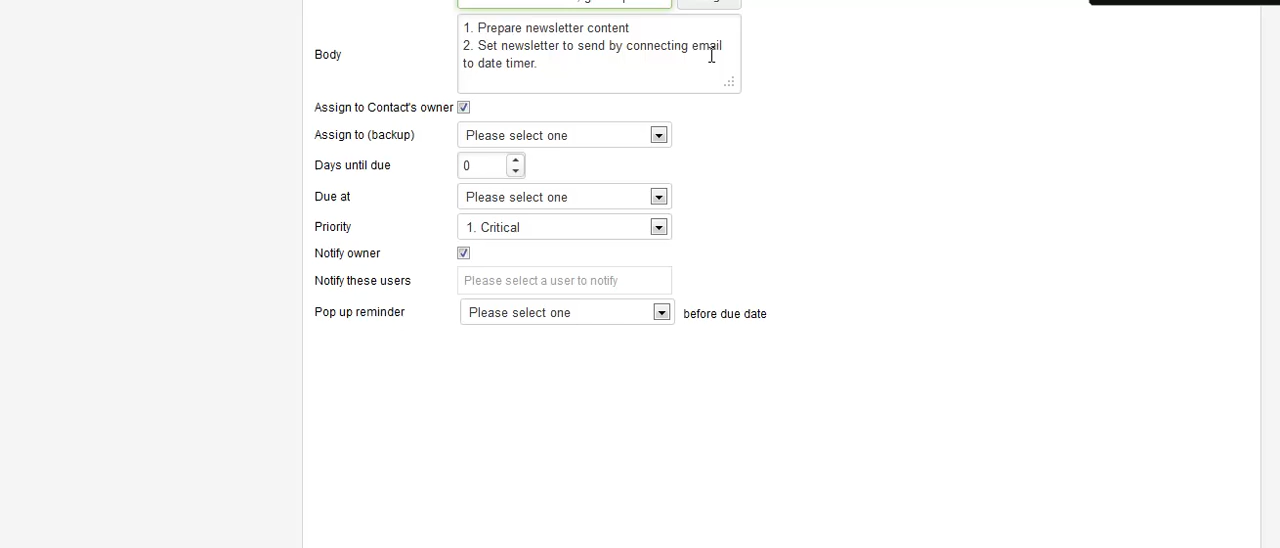 1. Prepare newsletter content
2. Set newsletter to send by connecting email
to date timer.
Body
Assign to Contact's owner
Assign to (backup) Please select one
Days until due 0
Due at Please select one
Priority 1. Critical
Notify owner
Notify these users Please select a user to notify
Pop up reminder Please select one before due date